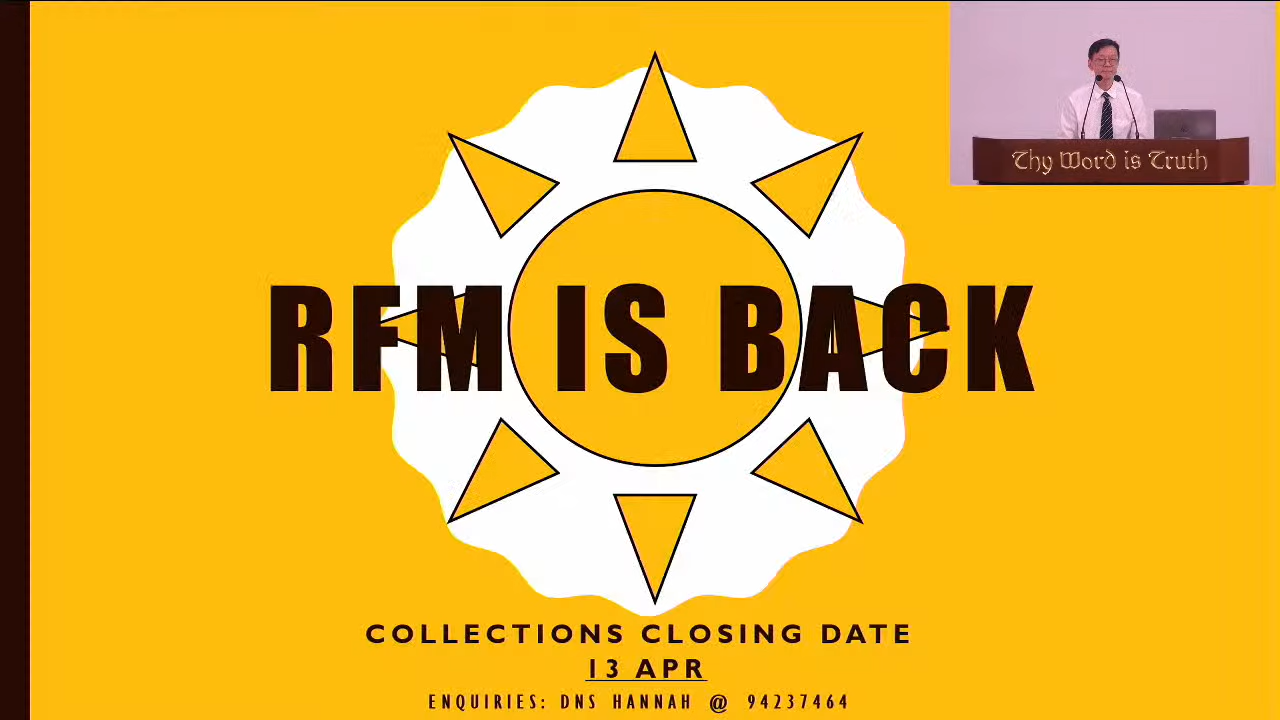 Thy Word is Truth
RFM IS BACK
COLLECTIONS CLOSING DATE
13 APR
ENQUIRIES: DNS HANNAH @ 94237464